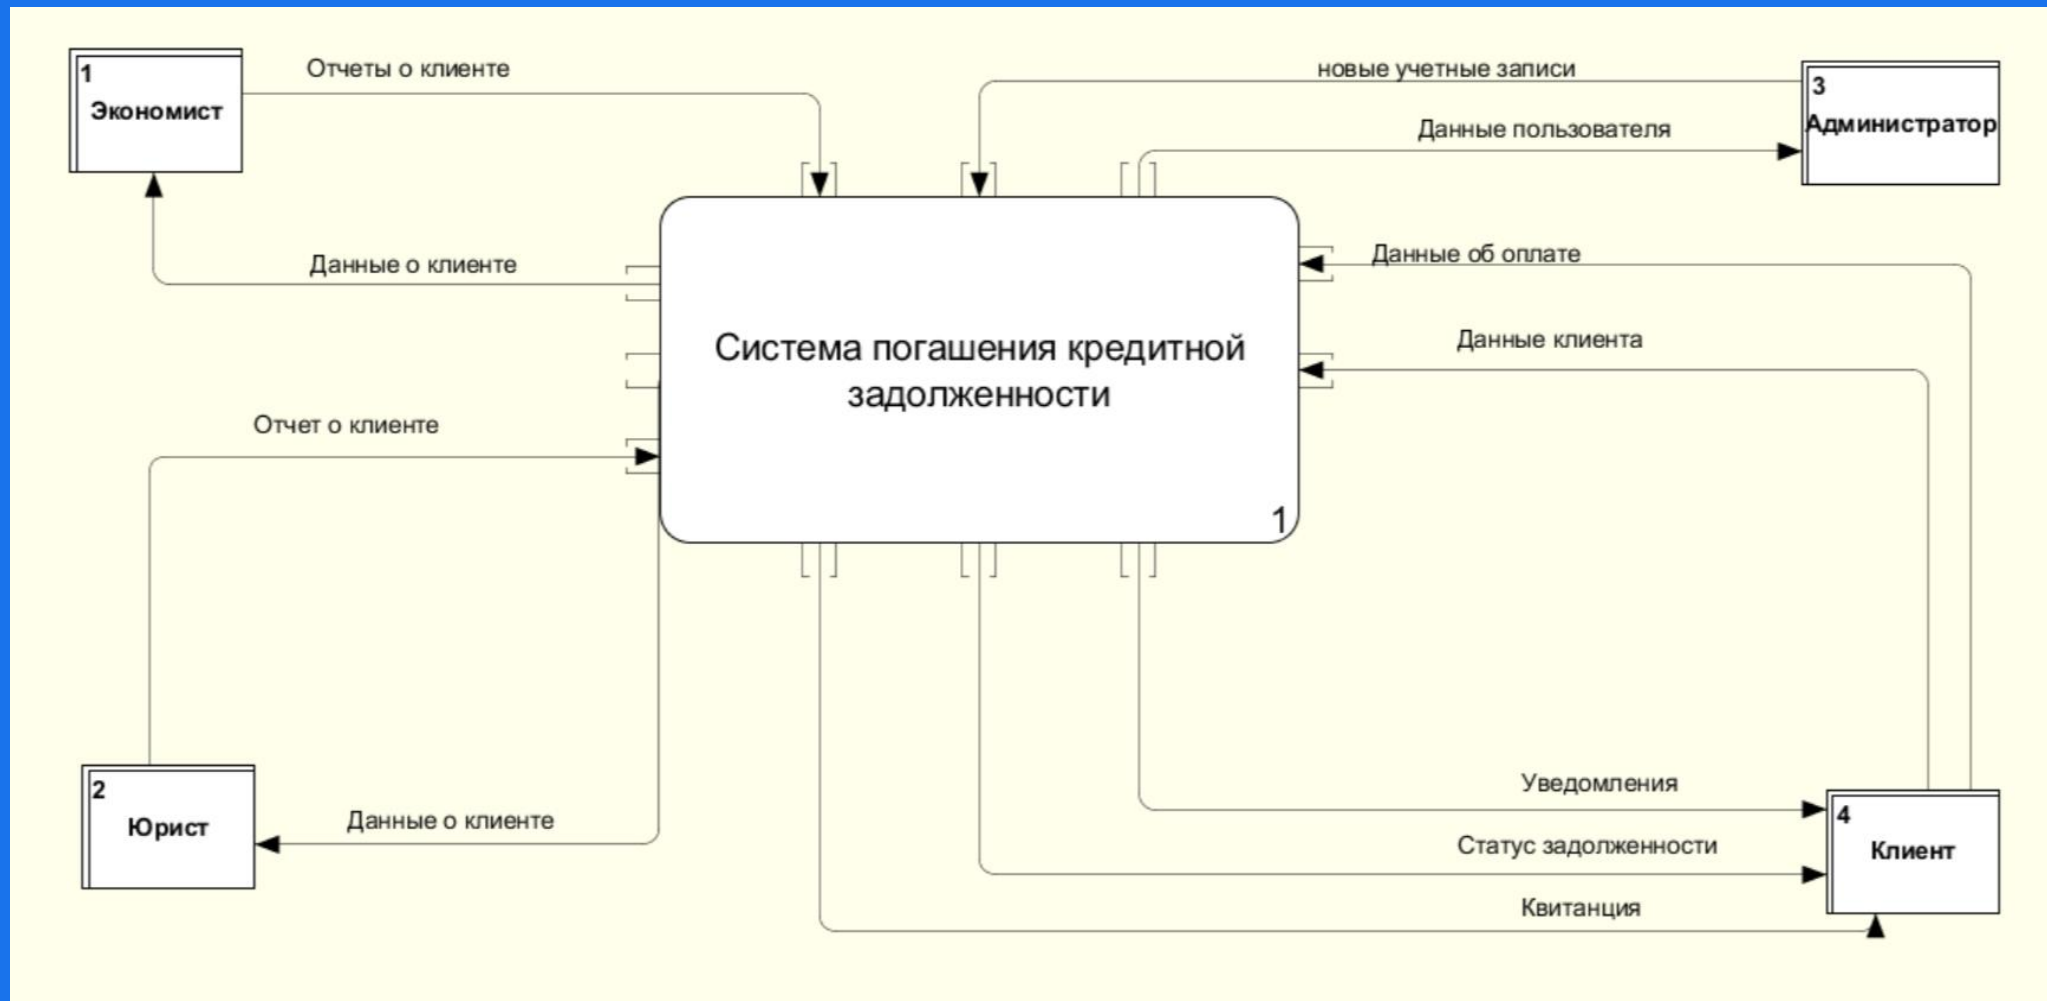 1
Экономист
Отчеты о клиенте
новые учетные записи
3
Администратор
Данные пользователя
Данные о клиенте
Данные об оплате
Данные клиента
Система погашения кредитной
задолженности
1
Отчет о клиенте
2
Юрист
Данные о клиенте
Уведомления
4
Клиент
Статус задолженности
Квитанция